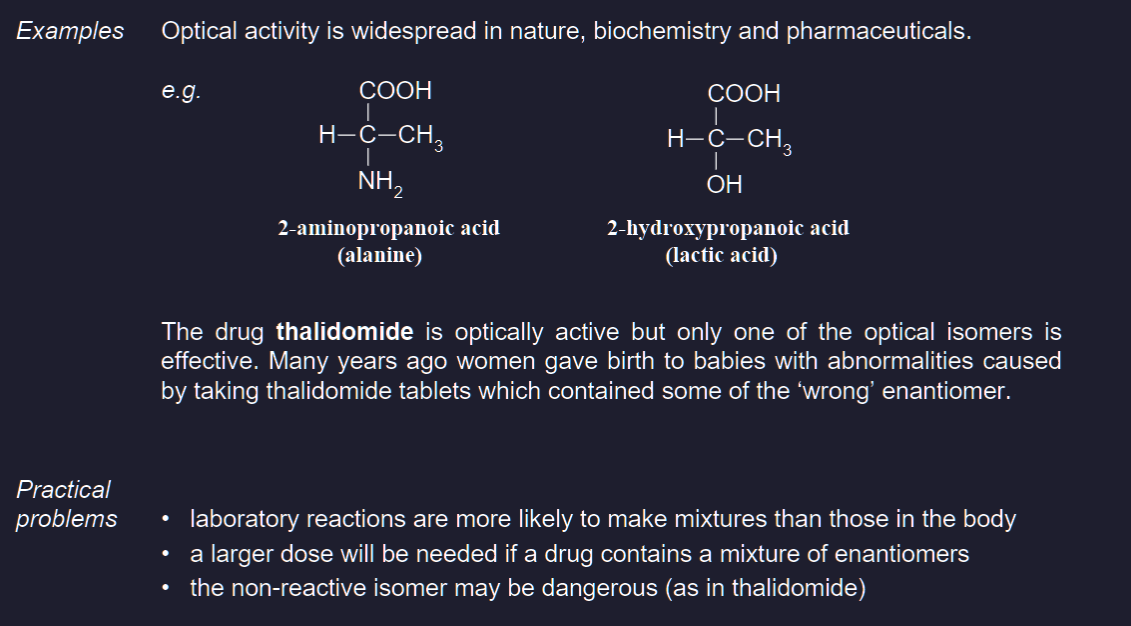 Examples Optical activity is widespread in nature, biochemistry and pharmaceuticals.
e.g.
COOH COOH
H–C–CH₃ H–C–CH₃
NH₂ OH
2-aminopropanoic acid 2-hydroxypropanoic acid
(alanine) (lactic acid)
The drug thalidomide is optically active but only one of the optical isomers is
effective. Many years ago women gave birth to babies with abnormalities caused
by taking thalidomide tablets which contained some of the ‘wrong’ enantiomer.
Practical
problems • laboratory reactions are more likely to make mixtures than those in the body
• a larger dose will be needed if a drug contains a mixture of enantiomers
• the non-reactive isomer may be dangerous (as in thalidomide)